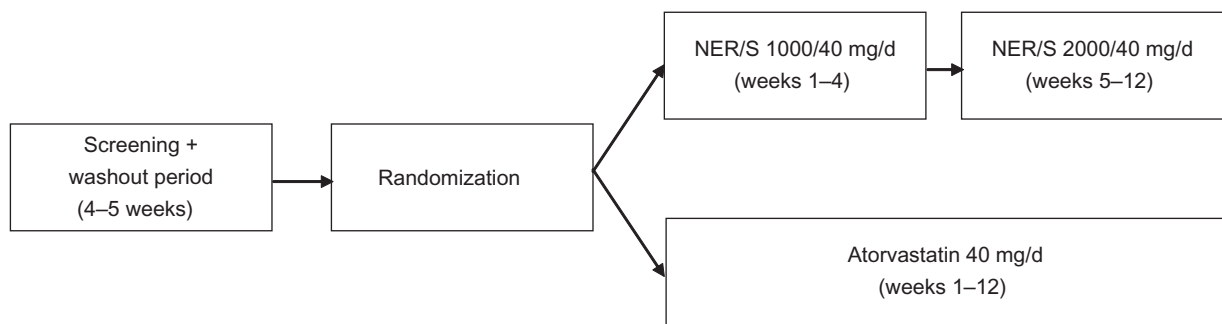 Screening +
washout period
(4–5 weeks)
Randomization
NER/S 1000/40 mg/d
(weeks 1–4)
NER/S 2000/40 mg/d
(weeks 5–12)
Atorvastatin 40 mg/d
(weeks 1–12)